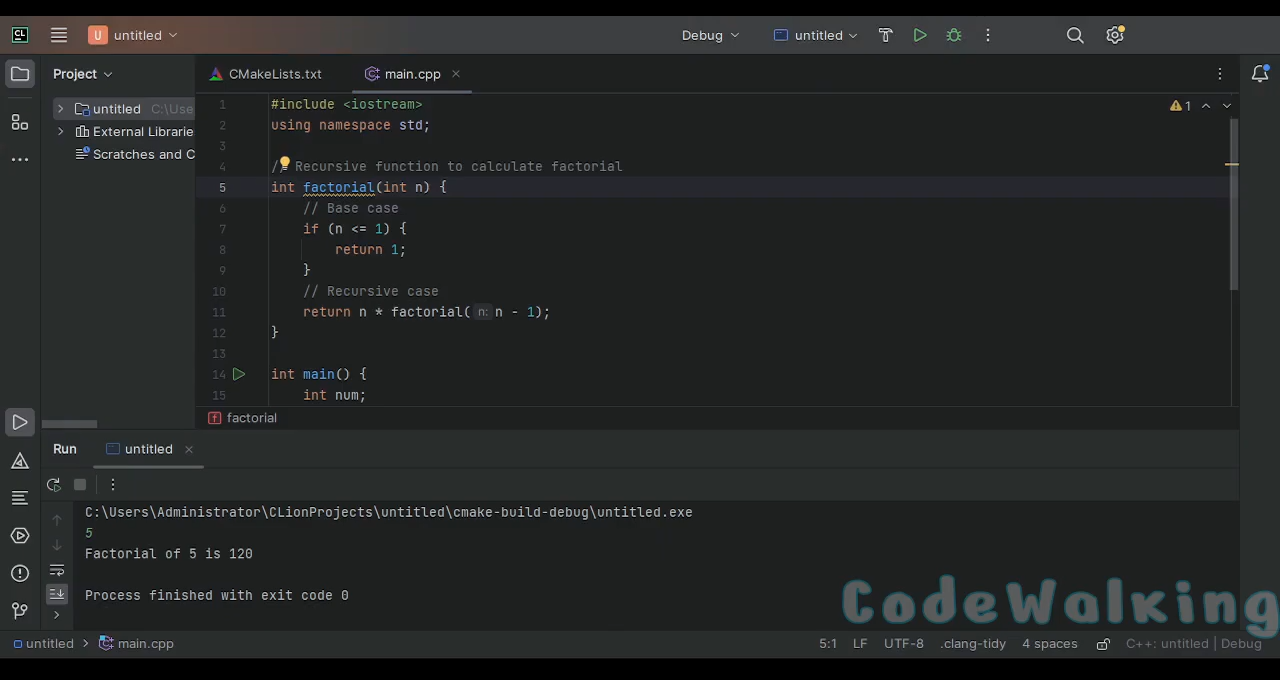 CL
U untitled
Debug
untitled
Project
CMakeLists.txt
main.cpp
untitled C:\Use
External Librarie
Scratches and C
1
1 #include <iostream>
2 using namespace std;
3
4 // Recursive function to calculate factorial
5 int factorial(int n) {
6 // Base case
7 if (n <= 1) {
8 return 1;
9 }
10 // Recursive case
11 return n * factorial( n: n - 1);
12 }
13
14 int main() {
15 int num;
f factorial
Run untitled
C:\Users\Administrator\CLionProjects\untitled\cmake-build-debug\untitled.exe
5
Factorial of 5 is 120
Process finished with exit code 0
CodeWalking
untitled > main.cpp 5:1 LF UTF-8 .clang-tidy 4 spaces C++: untitled | Debug